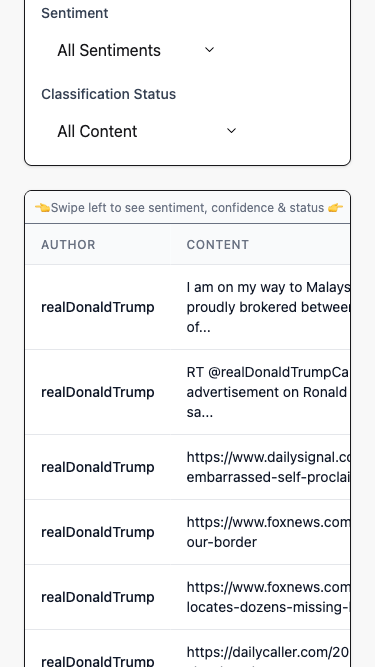 Sentiment
All Sentiments
Classification Status
All Content
👈Swipe left to see sentiment, confidence & status 👉
AUTHOR CONTENT
I am on my way to Malays
realDonaldTrump proudly brokered between
of...
RT @realDonaldTrumpCa
realDonaldTrump advertisement on Ronald
sa...
https://www.dailysignal.co
realDonaldTrump
embarrassed-self-proclai
https://www.foxnews.com
realDonaldTrump
our-border
https://www.foxnews.com
realDonaldTrump
locates-dozens-missing-
https://dailycaller.com/20
realDonaldTrump